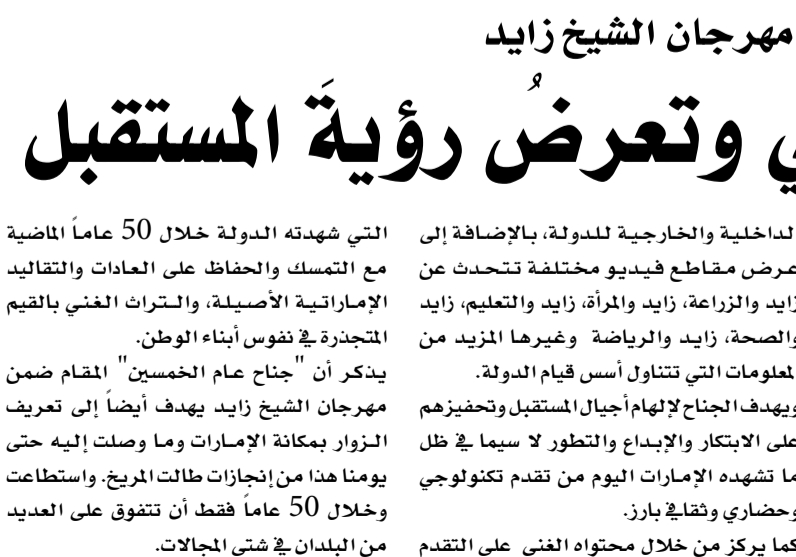 مهرجان الشيخ زايد
ي وتعرضُ رؤيةَ المستقبل
الداخلية والخارجية للدولة، بالإضافة إلى
عرض مقاطع فيديو مختلفة تتحدث عن
زايد والزراعة، زايد والمرأة، زايد والتعليم، زايد
والصحة، زايد والرياضة وغيرها المزيد من
المعلومات التي تتناول أسس قيام الدولة.
ويهدف الجناح لإلهام أجيال المستقبل وتحفيزهم
على الابتكار والإبداع والتطور لا سيما في ظل
ما تشهده الإمارات اليوم من تقدم تكنولوجي
وحضاري وثقافي بارز.
كما يركز من خلال محتواه الغني على التقدم
التي شهدته الدولة خلال 50 عاماً الماضية
مع التمسك والحفاظ على العادات والتقاليد
الإماراتية الأصيلة، والتراث الغني بالقيم
المتجذرة في نفوس أبناء الوطن.
يذكر أن "جناح عام الخمسين" المقام ضمن
مهرجان الشيخ زايد يهدف أيضاً إلى تعريف
الزوار بمكانة الإمارات وما وصلت إليه حتى
يومنا هذا من إنجازات طالت المريخ. واستطاعت
وخلال 50 عاماً فقط أن تتفوق على العديد
من البلدان في شتى المجالات.